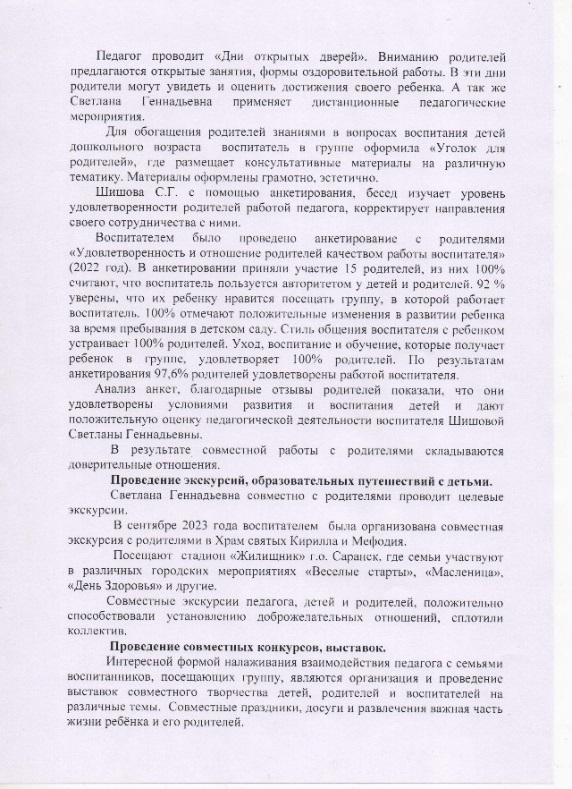 Педагог проводит «Дни открытых дверей». Вниманию родителей
предлагаются открытые занятия, формы оздоровительной работы. В эти дни
родители могут увидеть и оценить достижения своего ребенка. А так же
Светлана Геннадьевна применяет дистанционные педагогические
мероприятия.
Для обогащения родителей знаниями в вопросах воспитания детей
дошкольного возраста воспитатель в группе оформила «Уголок для
родителей», где размещает консультативные материалы на различную
тематику. Материалы оформлены грамотно, эстетично.
Шишова С.Г. с помощью анкетирования, бесед изучает уровень
удовлетворенности родителей работой педагога, корректирует направления
своего сотрудничества с ними.
Воспитателем было проведено анкетирование с родителями
«Удовлетворенность и отношение родителей качеством работы воспитателя»
(2022 год). В анкетировании приняли участие 15 родителей, из них 100%
считают, что воспитатель пользуется авторитетом у детей и родителей. 92 %
уверены, что их ребенку нравится посещать группу, в которой работает
воспитатель. 100% отмечают положительные изменения в развитии ребенка
за время пребывания в детском саду. Стиль общения воспитателя с ребенком
устраивает 100% родителей. Уход, воспитание и обучение, которые получает
ребенок в группе, удовлетворяет 100% родителей. По результатам
анкетирования 97,6% родителей удовлетворены работой воспитателя.
Анализ анкет, благодарные отзывы родителей показали, что они
удовлетворены условиями развития и воспитания детей и дают
положительную оценку педагогической деятельности воспитателя Шишовой
Светланы Геннадьевны.
В результате совместной работы с родителями складываются
доверительные отношения.
Проведение экскурсий, образовательных путешествий с детьми.
Светлана Геннадьевна совместно с родителями проводит целевые
экскурсии.
В сентябре 2023 года воспитателем была организована совместная
экскурсия с родителями в Храм святых Кирилла и Мефодия.
Посещают стадион «Жилищник» г.о. Саранск, где семьи участвуют
в различных городских мероприятиях «Веселые старты», «Масленица»,
«День Здоровья» и другие.
Совместные экскурсии педагога, детей и родителей, положительно
способствовали установлению доброжелательных отношений, сплотили
коллектив.
Проведение совместных конкурсов, выставок.
Интересной формой налаживания взаимодействия педагога с семьями
воспитанников, посещающих группу, являются организация и проведение
выставок совместного творчества детей, родителей и воспитателей на
различные темы. Совместные праздники, досуги и развлечения важная часть
жизни ребёнка и его родителей.